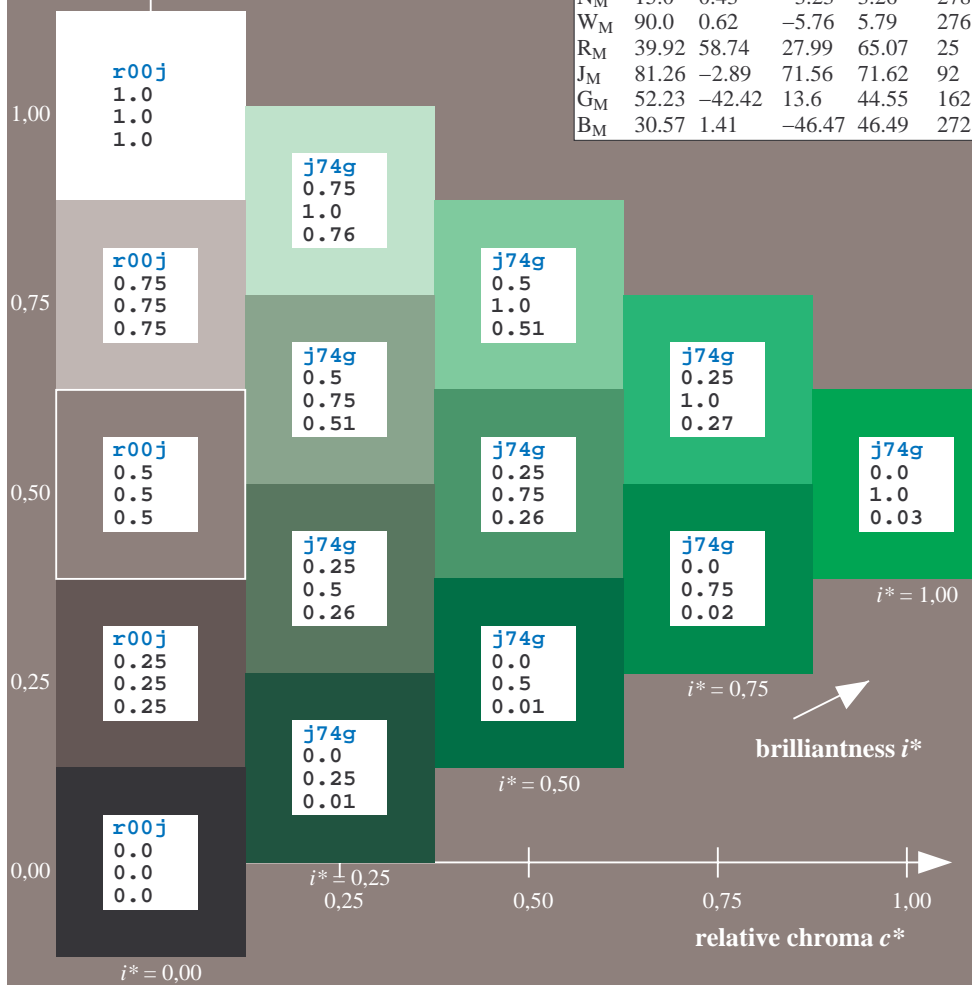 W_M 90.0 0.62 −5.76 5.79 276
R_M 39.92 58.74 27.99 65.07 25
J_M 81.26 −2.89 71.56 71.62 92
G_M 52.23 −42.42 13.6 44.55 162
B_M 30.57 1.41 −46.47 46.49 272
1,00
r00j
1.0
1.0
1.0
j74g
0.75
1.0
0.76
0,75
r00j
0.75
0.75
0.75
j74g
0.5
1.0
0.51
j74g
0.5
0.75
0.51
j74g
0.25
1.0
0.27
0,50
r00j
0.5
0.5
0.5
j74g
0.25
0.75
0.26
j74g
0.0
1.0
0.03
j74g
0.25
0.5
0.26
j74g
0.0
0.75
0.02
i* = 1,00
0,25
r00j
0.25
0.25
0.25
j74g
0.0
0.5
0.01
i* = 0,75
j74g
0.0
0.25
0.01
brilliantness i*
i* = 0,50
0,00
r00j
0.0
0.0
0.0
i* = 0,25
0,25 0,50 0,75 1,00
relative chroma c*
i* = 0,00